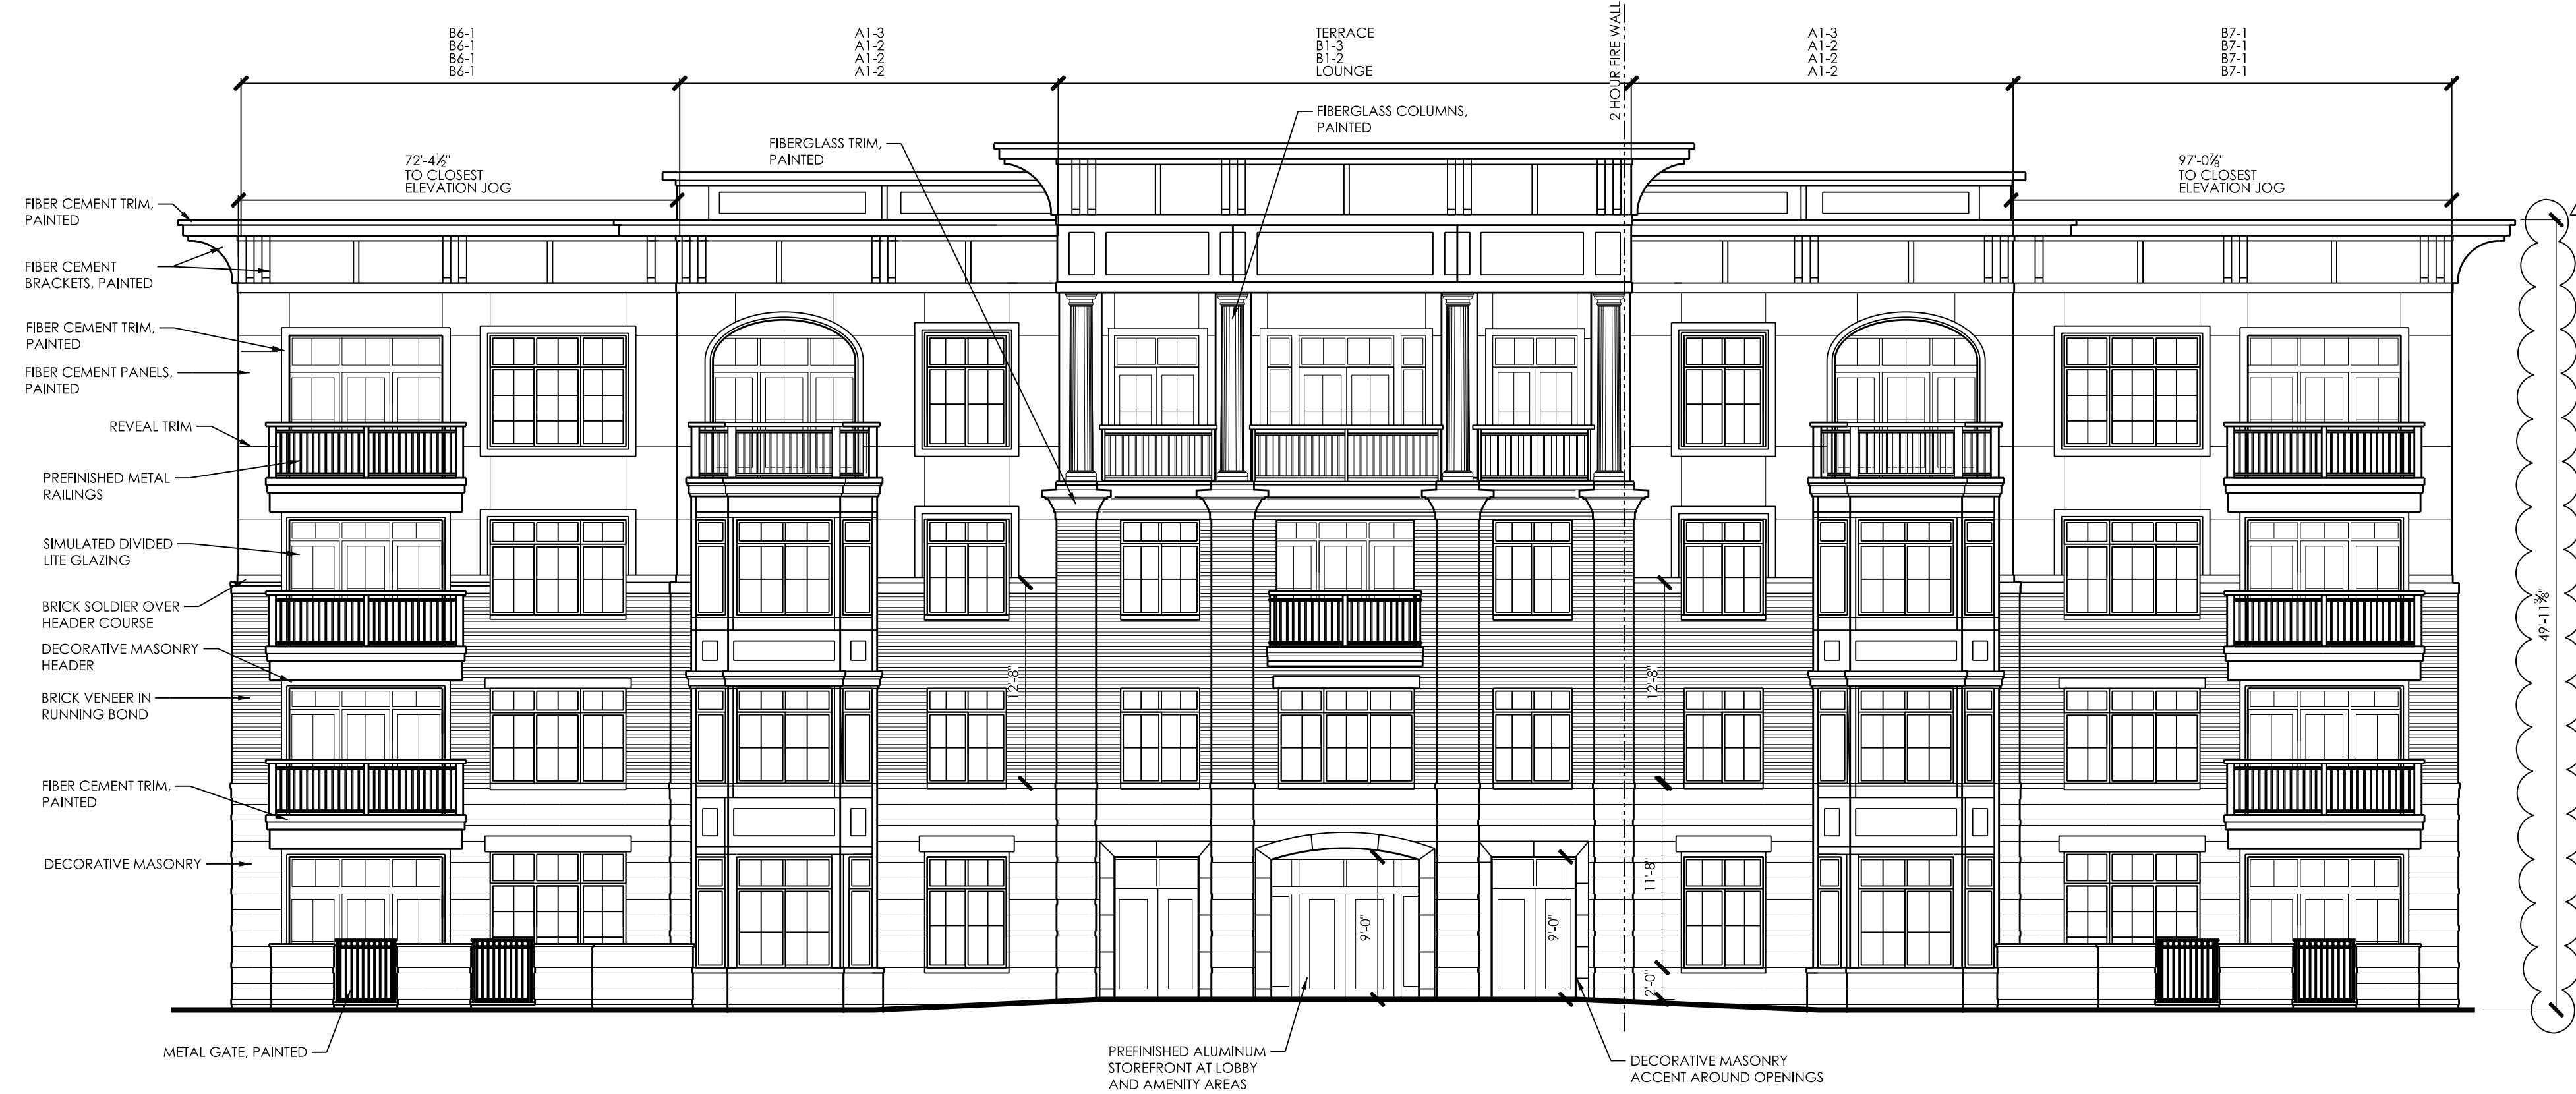 B6-1
B6-1
B6-1
B6-1
A1-3
A1-2
A1-2
A1-2
TERRACE
B1-3
B1-2
LOUNGE
2 HOUR FIRE WALL
A1-3
A1-2
A1-2
A1-2
B7-1
B7-1
B7-1
B7-1
FIBERGLASS COLUMNS,
PAINTED
FIBERGLASS TRIM,
PAINTED
72'-4½"
TO CLOSEST
ELEVATION JOG
97'-0⅞"
TO CLOSEST
ELEVATION JOG
FIBER CEMENT TRIM,
PAINTED
FIBER CEMENT
BRACKETS, PAINTED
FIBER CEMENT TRIM,
PAINTED
FIBER CEMENT PANELS,
PAINTED
REVEAL TRIM
PREFINISHED METAL
RAILINGS
SIMULATED DIVIDED
LITE GLAZING
BRICK SOLDIER OVER
HEADER COURSE
DECORATIVE MASONRY
HEADER
BRICK VENEER IN
RUNNING BOND
FIBER CEMENT TRIM,
PAINTED
DECORATIVE MASONRY
12'-8"
12'-8"
11'-8"
2'-0"
9'-0"
9'-0"
49'-11⅜"
METAL GATE, PAINTED
PREFINISHED ALUMINUM
STOREFRONT AT LOBBY
AND AMENITY AREAS
DECORATIVE MASONRY
ACCENT AROUND OPENINGS